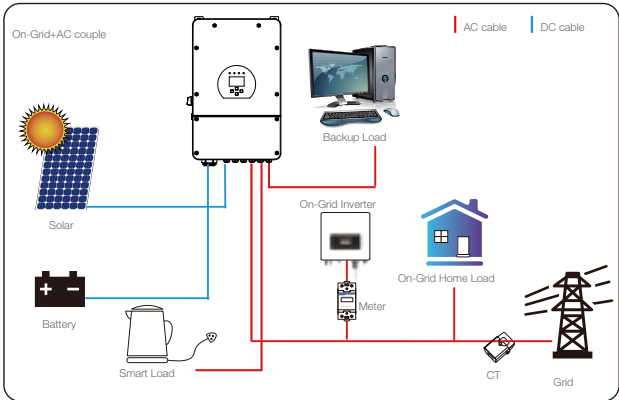 On-Grid+AC couple
AC cable
DC cable
Backup Load
Solar
On-Grid Inverter
On-Grid Home Load
Battery
Meter
Smart Load
CT
Grid